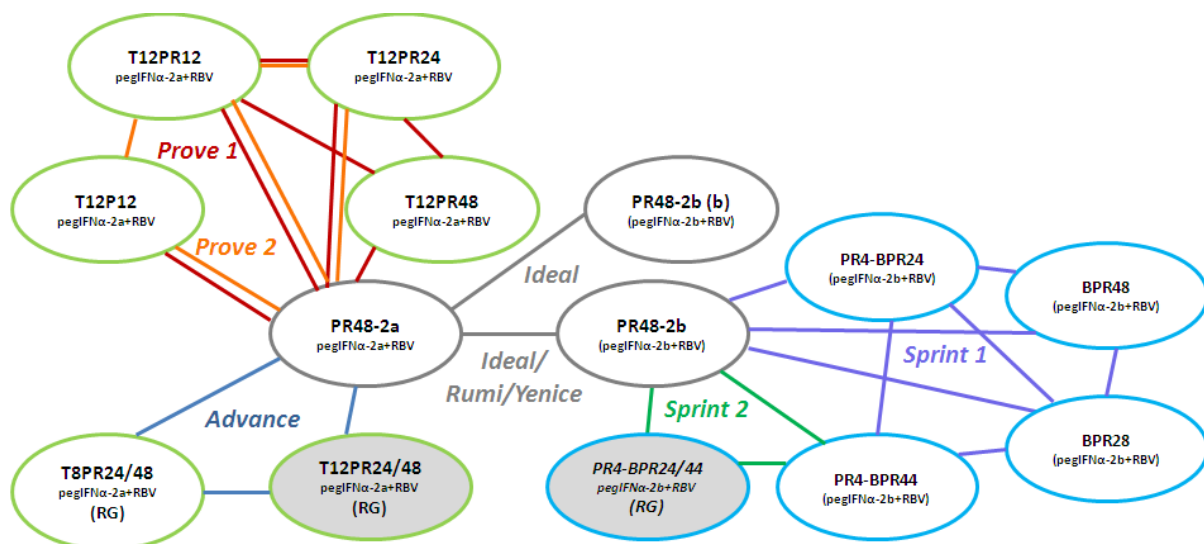 T12PR12
pegIFNα-2a+RBV
T12PR24
pegIFNα-2a+RBV
Prove 1
T12P12
pegIFNα-2a+RBV
T12PR48
pegIFNα-2a+RBV
PR48-2b (b)
(pegIFNα-2b+RBV)
Prove 2
Ideal
PR4-BPR24
(pegIFNα-2b+RBV)
BPR48
(pegIFNα-2b+RBV)
PR48-2a
pegIFNα-2a+RBV
PR48-2b
(pegIFNα-2b+RBV)
Ideal/
Rumi/Yenice
Sprint 1
Advance
Sprint 2
T8PR24/48
pegIFNα-2a+RBV
(RG)
T12PR24/48
pegIFNα-2a+RBV
(RG)
PR4-BPR24/44
pegIFNα-2b+RBV
(RG)
PR4-BPR44
(pegIFNα-2b+RBV)
BPR28
(pegIFNα-2b+RBV)